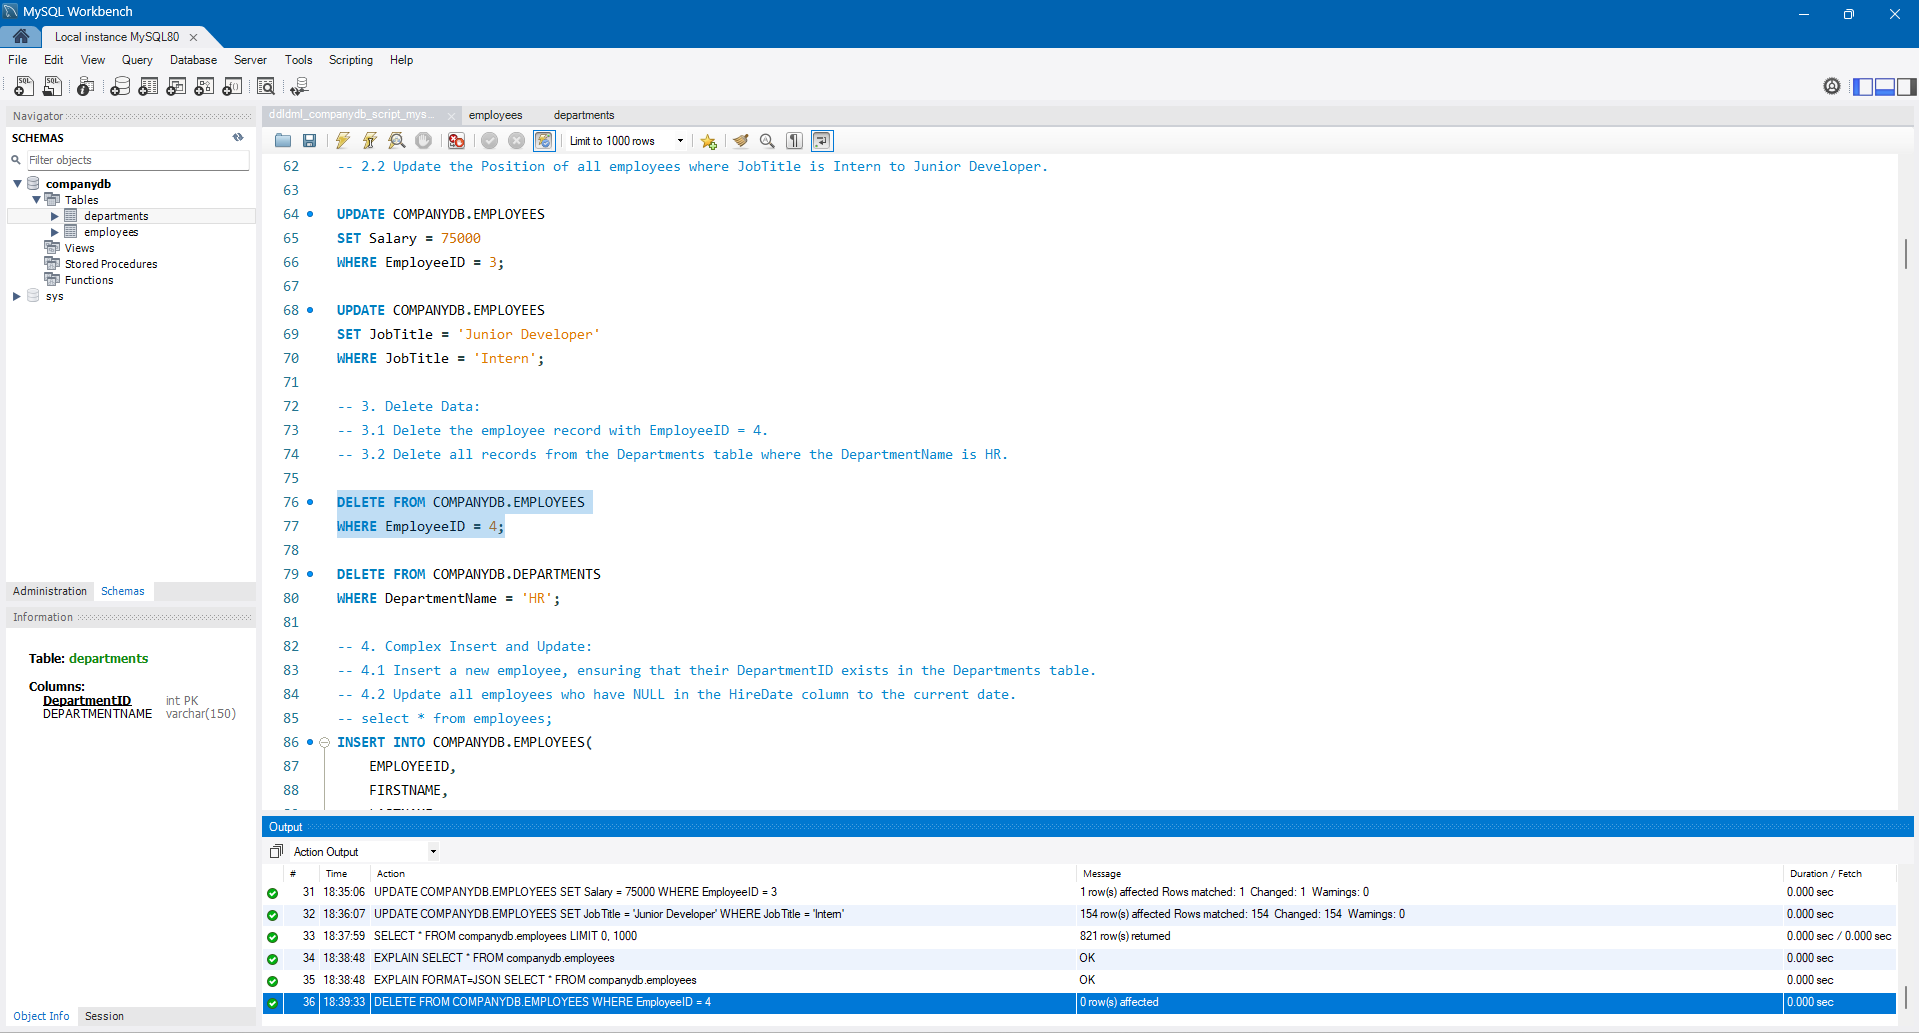 MySQL Workbench
Local instance MySQL80
File Edit View Query Database Server Tools Scripting Help
Navigator
SCHEMAS
Filter objects
companydb
Tables
departments
employees
Views
Stored Procedures
Functions
sys
Administration Schemas
Information
Table: departments
Columns:
DepartmentID int PK
DEPARTMENTNAME varchar(150)
Object Info Session
ddldml_companydb_script_mys... employees departments
Limit to 1000 rows
62 -- 2.2 Update the Position of all employees where JobTitle is Intern to Junior Developer.
63
64 UPDATE COMPANYDB.EMPLOYEES
65 SET Salary = 75000
66 WHERE EmployeeID = 3;
67
68 UPDATE COMPANYDB.EMPLOYEES
69 SET JobTitle = 'Junior Developer'
70 WHERE JobTitle = 'Intern';
71
72 -- 3. Delete Data:
73 -- 3.1 Delete the employee record with EmployeeID = 4.
74 -- 3.2 Delete all records from the Departments table where the DepartmentName is HR.
75
76 DELETE FROM COMPANYDB.EMPLOYEES
77 WHERE EmployeeID = 4;
78
79 DELETE FROM COMPANYDB.DEPARTMENTS
80 WHERE DepartmentName = 'HR';
81
82 -- 4. Complex Insert and Update:
83 -- 4.1 Insert a new employee, ensuring that their DepartmentID exists in the Departments table.
84 -- 4.2 Update all employees who have NULL in the HireDate column to the current date.
85 -- select * from employees;
86 INSERT INTO COMPANYDB.EMPLOYEES(
87 EMPLOYEEID,
88 FIRSTNAME,
Output
Action Output
# Time Action Message Duration / Fetch
31 18:35:06 UPDATE COMPANYDB.EMPLOYEES SET Salary = 75000 WHERE EmployeeID = 3 1 row(s) affected Rows matched: 1 Changed: 1 Warnings: 0 0.000 sec
32 18:36:07 UPDATE COMPANYDB.EMPLOYEES SET JobTitle = 'Junior Developer' WHERE JobTitle = 'Intern' 154 row(s) affected Rows matched: 154 Changed: 154 Warnings: 0 0.000 sec
33 18:37:59 SELECT * FROM companydb.employees LIMIT 0, 1000 821 row(s) returned 0.000 sec / 0.000 sec
34 18:38:48 EXPLAIN SELECT * FROM companydb.employees OK 0.000 sec
35 18:38:48 EXPLAIN FORMAT=JSON SELECT * FROM companydb.employees OK 0.000 sec
36 18:39:33 DELETE FROM COMPANYDB.EMPLOYEES WHERE EmployeeID = 4 0 row(s) affected 0.000 sec